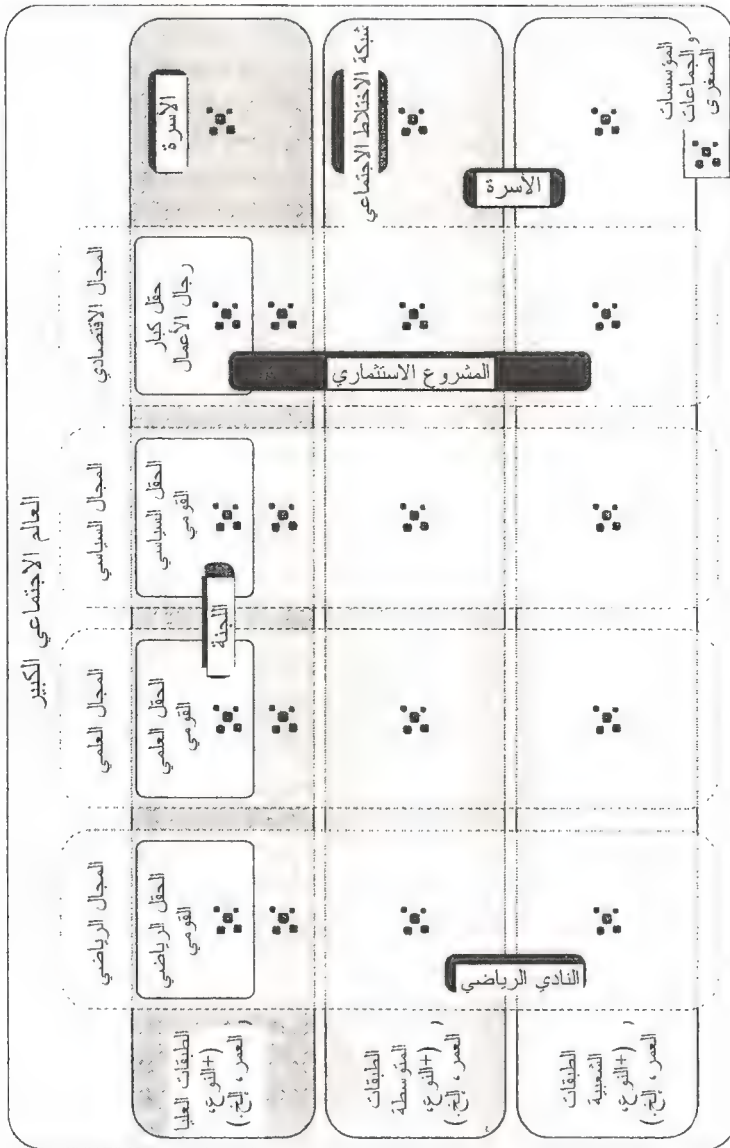 العالم الاجتماعي الكبير
المجال الاقتصادي
المجال السياسي
المجال العلمي
المجال الرياضي
الأسرة
حقل كبار
رجال الأعمال
الحقل السياسي
القومي
الحقل العلمي
القومي
الحقل الرياضي
القومي
الطبقات العليا
(+النوع،
العمر، إلخ.)
اللجنة
شبكة الاختلاط الاجتماعي
المشروع الاستثماري
الطبقات
المتوسطة
(+النوع،
العمر، إلخ.)
الأسرة
النادي الرياضي
الطبقات
الشعبية
(+النوع،
العمر، إلخ.)
المؤسسات
و الجماعات
الصغرى